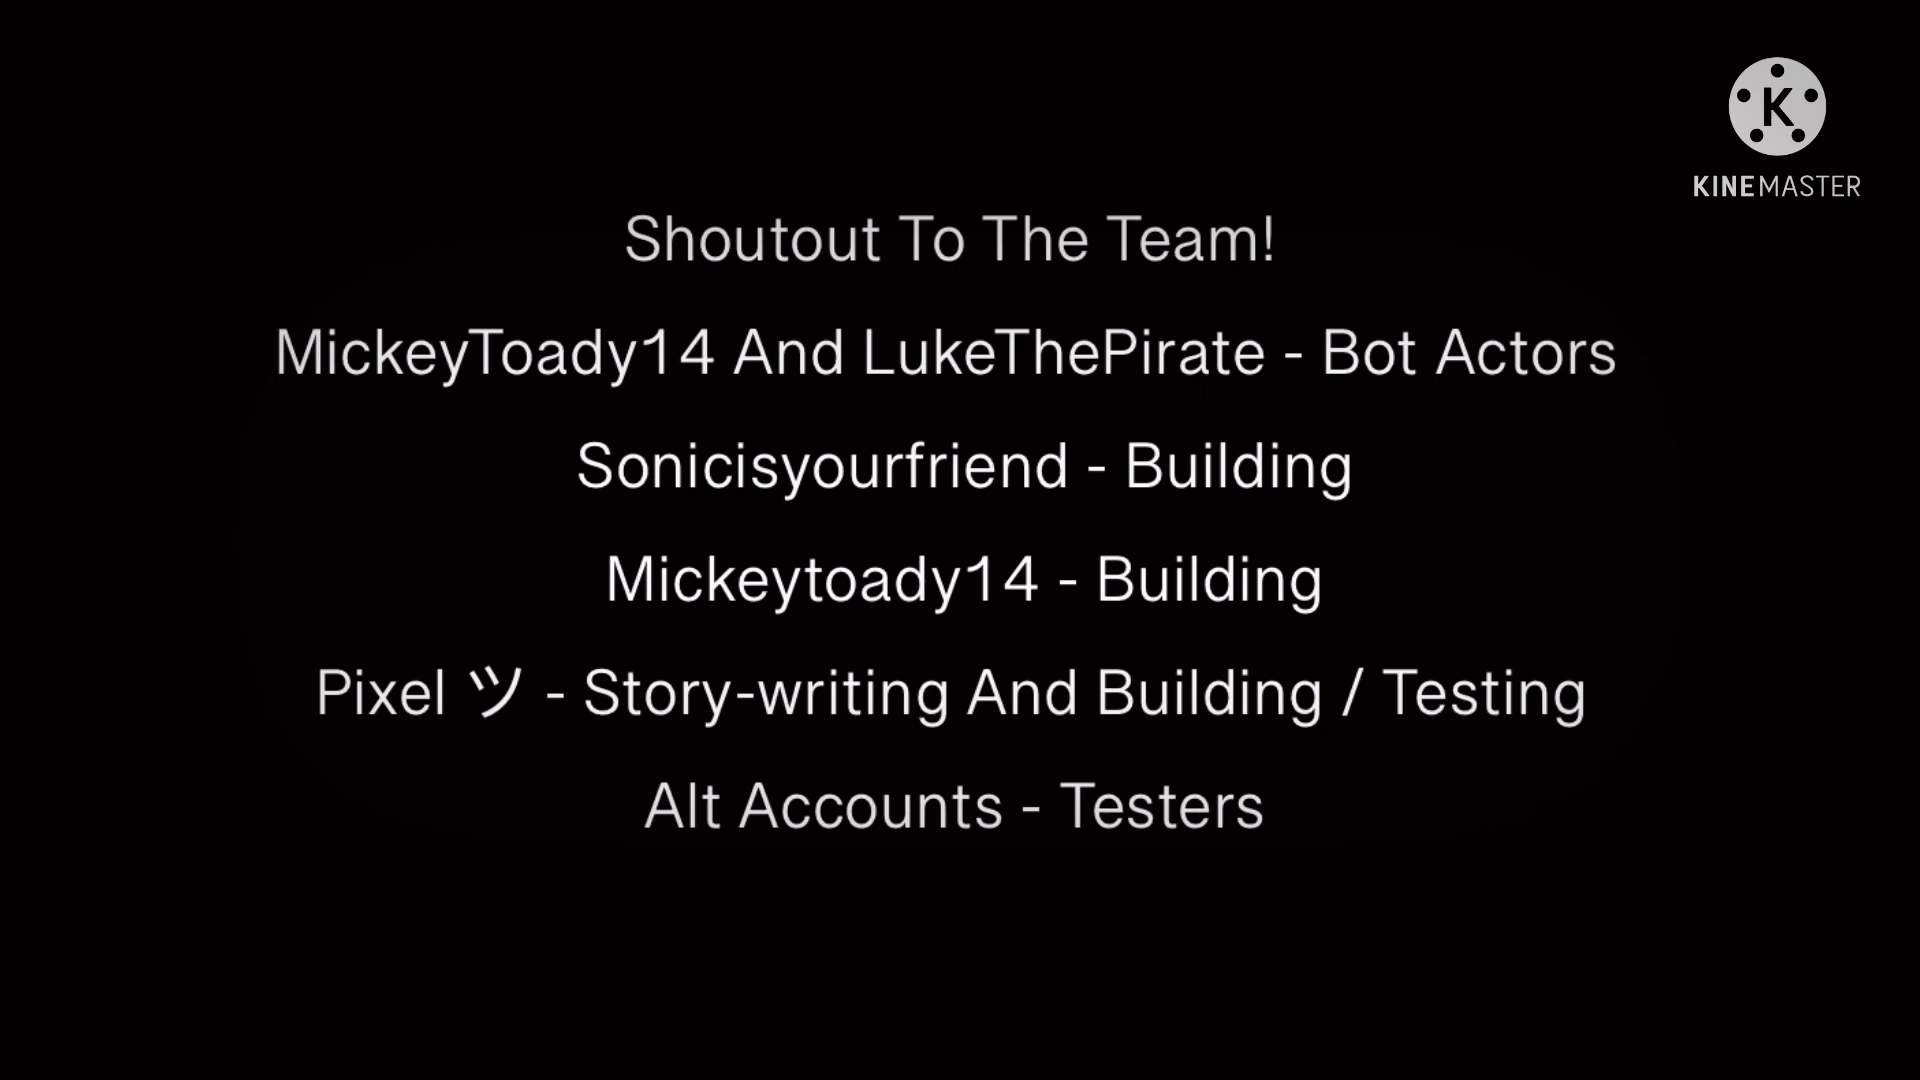 K
KINEMASTER
Shoutout To The Team!
MickeyToady14 And LukeThePirate - Bot Actors
Sonicisyourfriend - Building
Mickeytoady14 - Building
Pixel ツ - Story-writing And Building / Testing
Alt Accounts - Testers